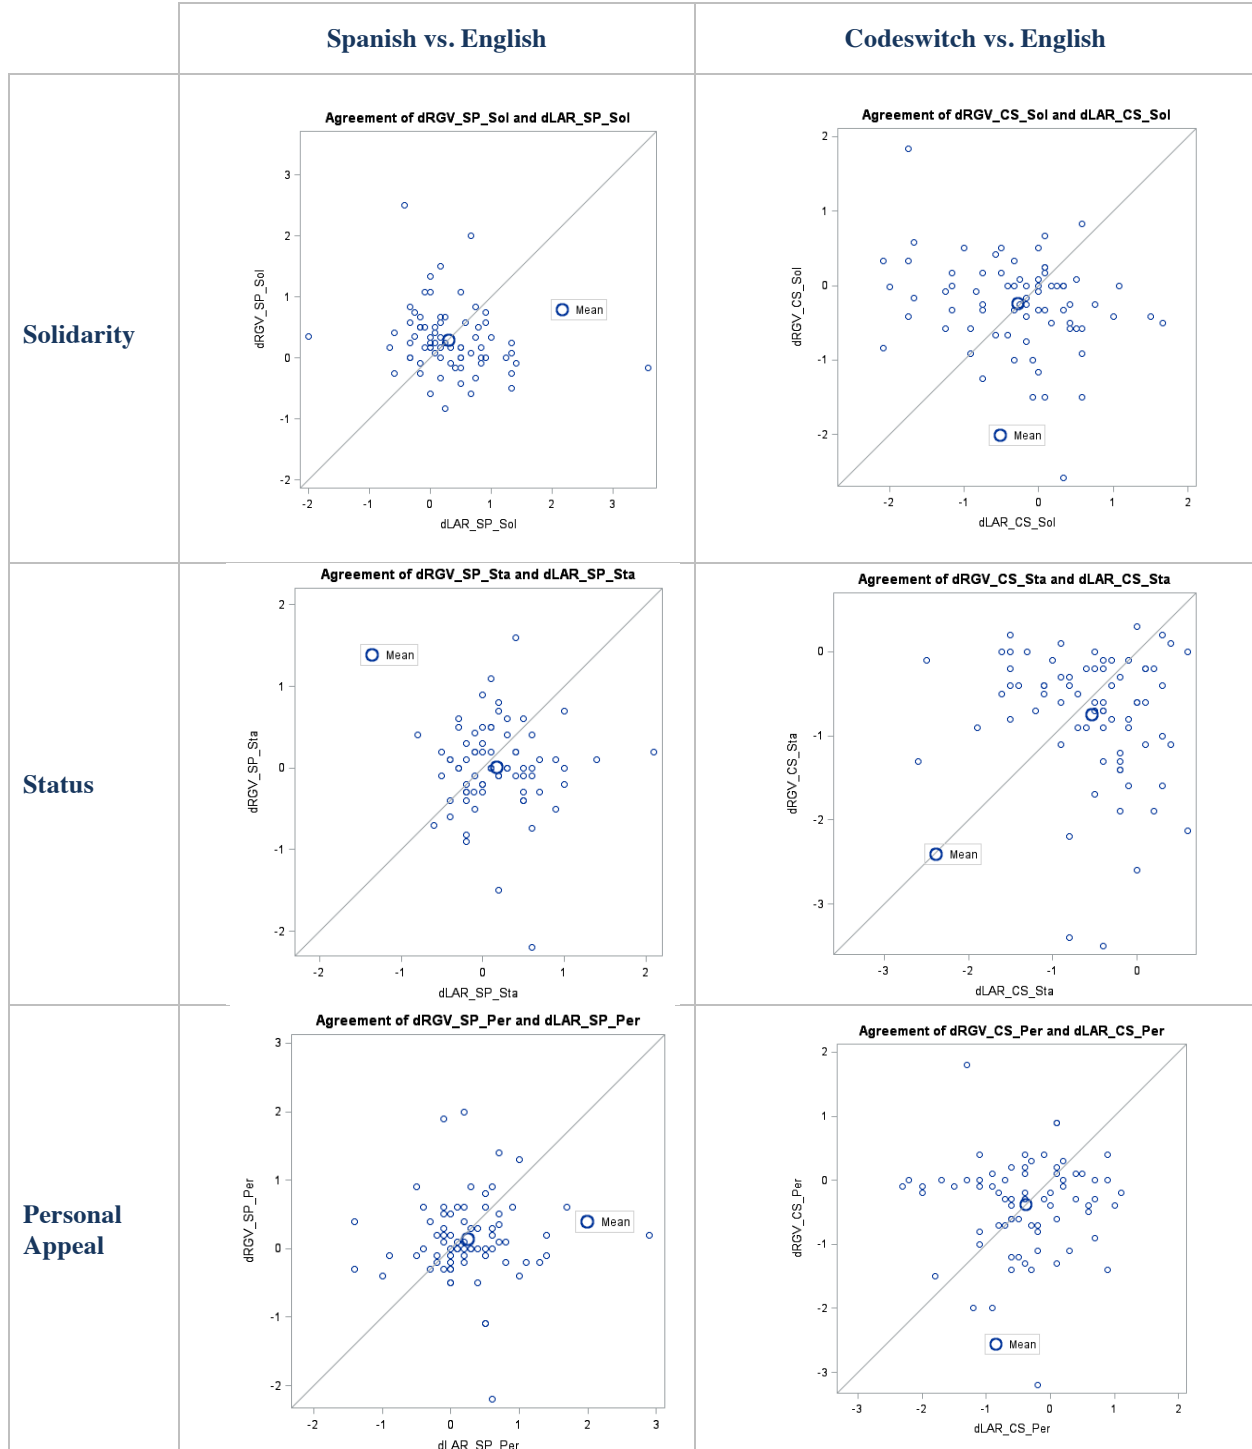 Spanish vs. English
Codeswitch vs. English
Solidarity
Agreement of dRGV_SP_Sol and dLAR_SP_Sol
dRGV_SP_Sol
3
2
1
0
-1
-2
Mean
-2 -1 0 1 2 3
dLAR_SP_Sol
Agreement of dRGV_CS_Sol and dLAR_CS_Sol
dRGV_CS_Sol
2
1
0
-1
-2
Mean
-2 -1 0 1 2
dLAR_CS_Sol
Status
Agreement of dRGV_SP_Sta and dLAR_SP_Sta
dRGV_SP_Sta
2
1
0
-1
-2
Mean
-2 -1 0 1 2
dLAR_SP_Sta
Agreement of dRGV_CS_Sta and dLAR_CS_Sta
dRGV_CS_Sta
0
-1
-2
-3
Mean
-3 -2 -1 0
dLAR_CS_Sta
Personal
Appeal
Agreement of dRGV_SP_Per and dLAR_SP_Per
dRGV_SP_Per
3
2
1
0
-1
-2
Mean
-2 -1 0 1 2 3
dLAR_SP_Per
Agreement of dRGV_CS_Per and dLAR_CS_Per
dRGV_CS_Per
2
1
0
-1
-2
-3
Mean
-3 -2 -1 0 1 2
dLAR_CS_Per